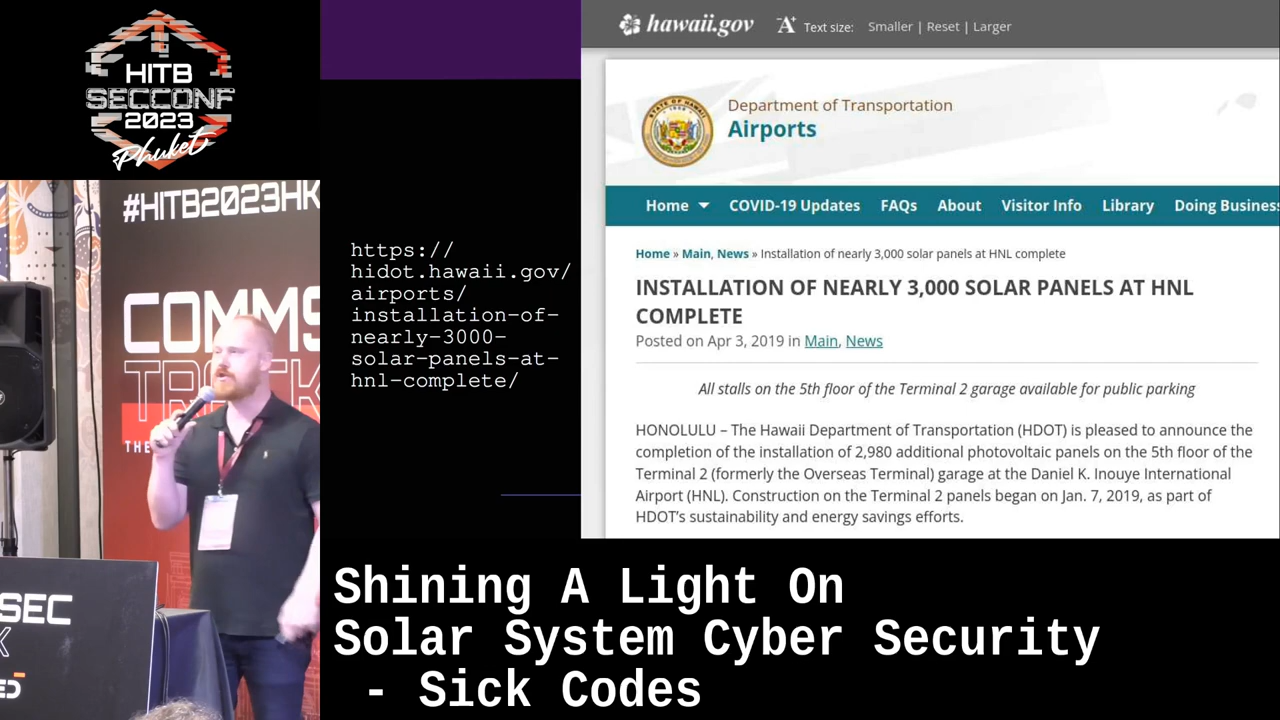 HITB
SECCONF
2023
Phuket
#HITB2023HK
COMMS
TRACK
THE
SEC
K
ED
https://
hidot.hawaii.gov/
airports/
installation-of-
nearly-3000-
solar-panels-at-
hnl-complete/
hawaii.gov
Text size: Smaller | Reset | Larger
Department of Transportation
Airports
Home COVID-19 Updates FAQs About Visitor Info Library Doing Business
Home » Main, News » Installation of nearly 3,000 solar panels at HNL complete
INSTALLATION OF NEARLY 3,000 SOLAR PANELS AT HNL
COMPLETE
Posted on Apr 3, 2019 in Main, News
All stalls on the 5th floor of the Terminal 2 garage available for public parking
HONOLULU – The Hawaii Department of Transportation (HDOT) is pleased to announce the
completion of the installation of 2,980 additional photovoltaic panels on the 5th floor of the
Terminal 2 (formerly the Overseas Terminal) garage at the Daniel K. Inouye International
Airport (HNL). Construction on the Terminal 2 panels began on Jan. 7, 2019, as part of
HDOT's sustainability and energy savings efforts.
Shining A Light On
Solar System Cyber Security
- Sick Codes